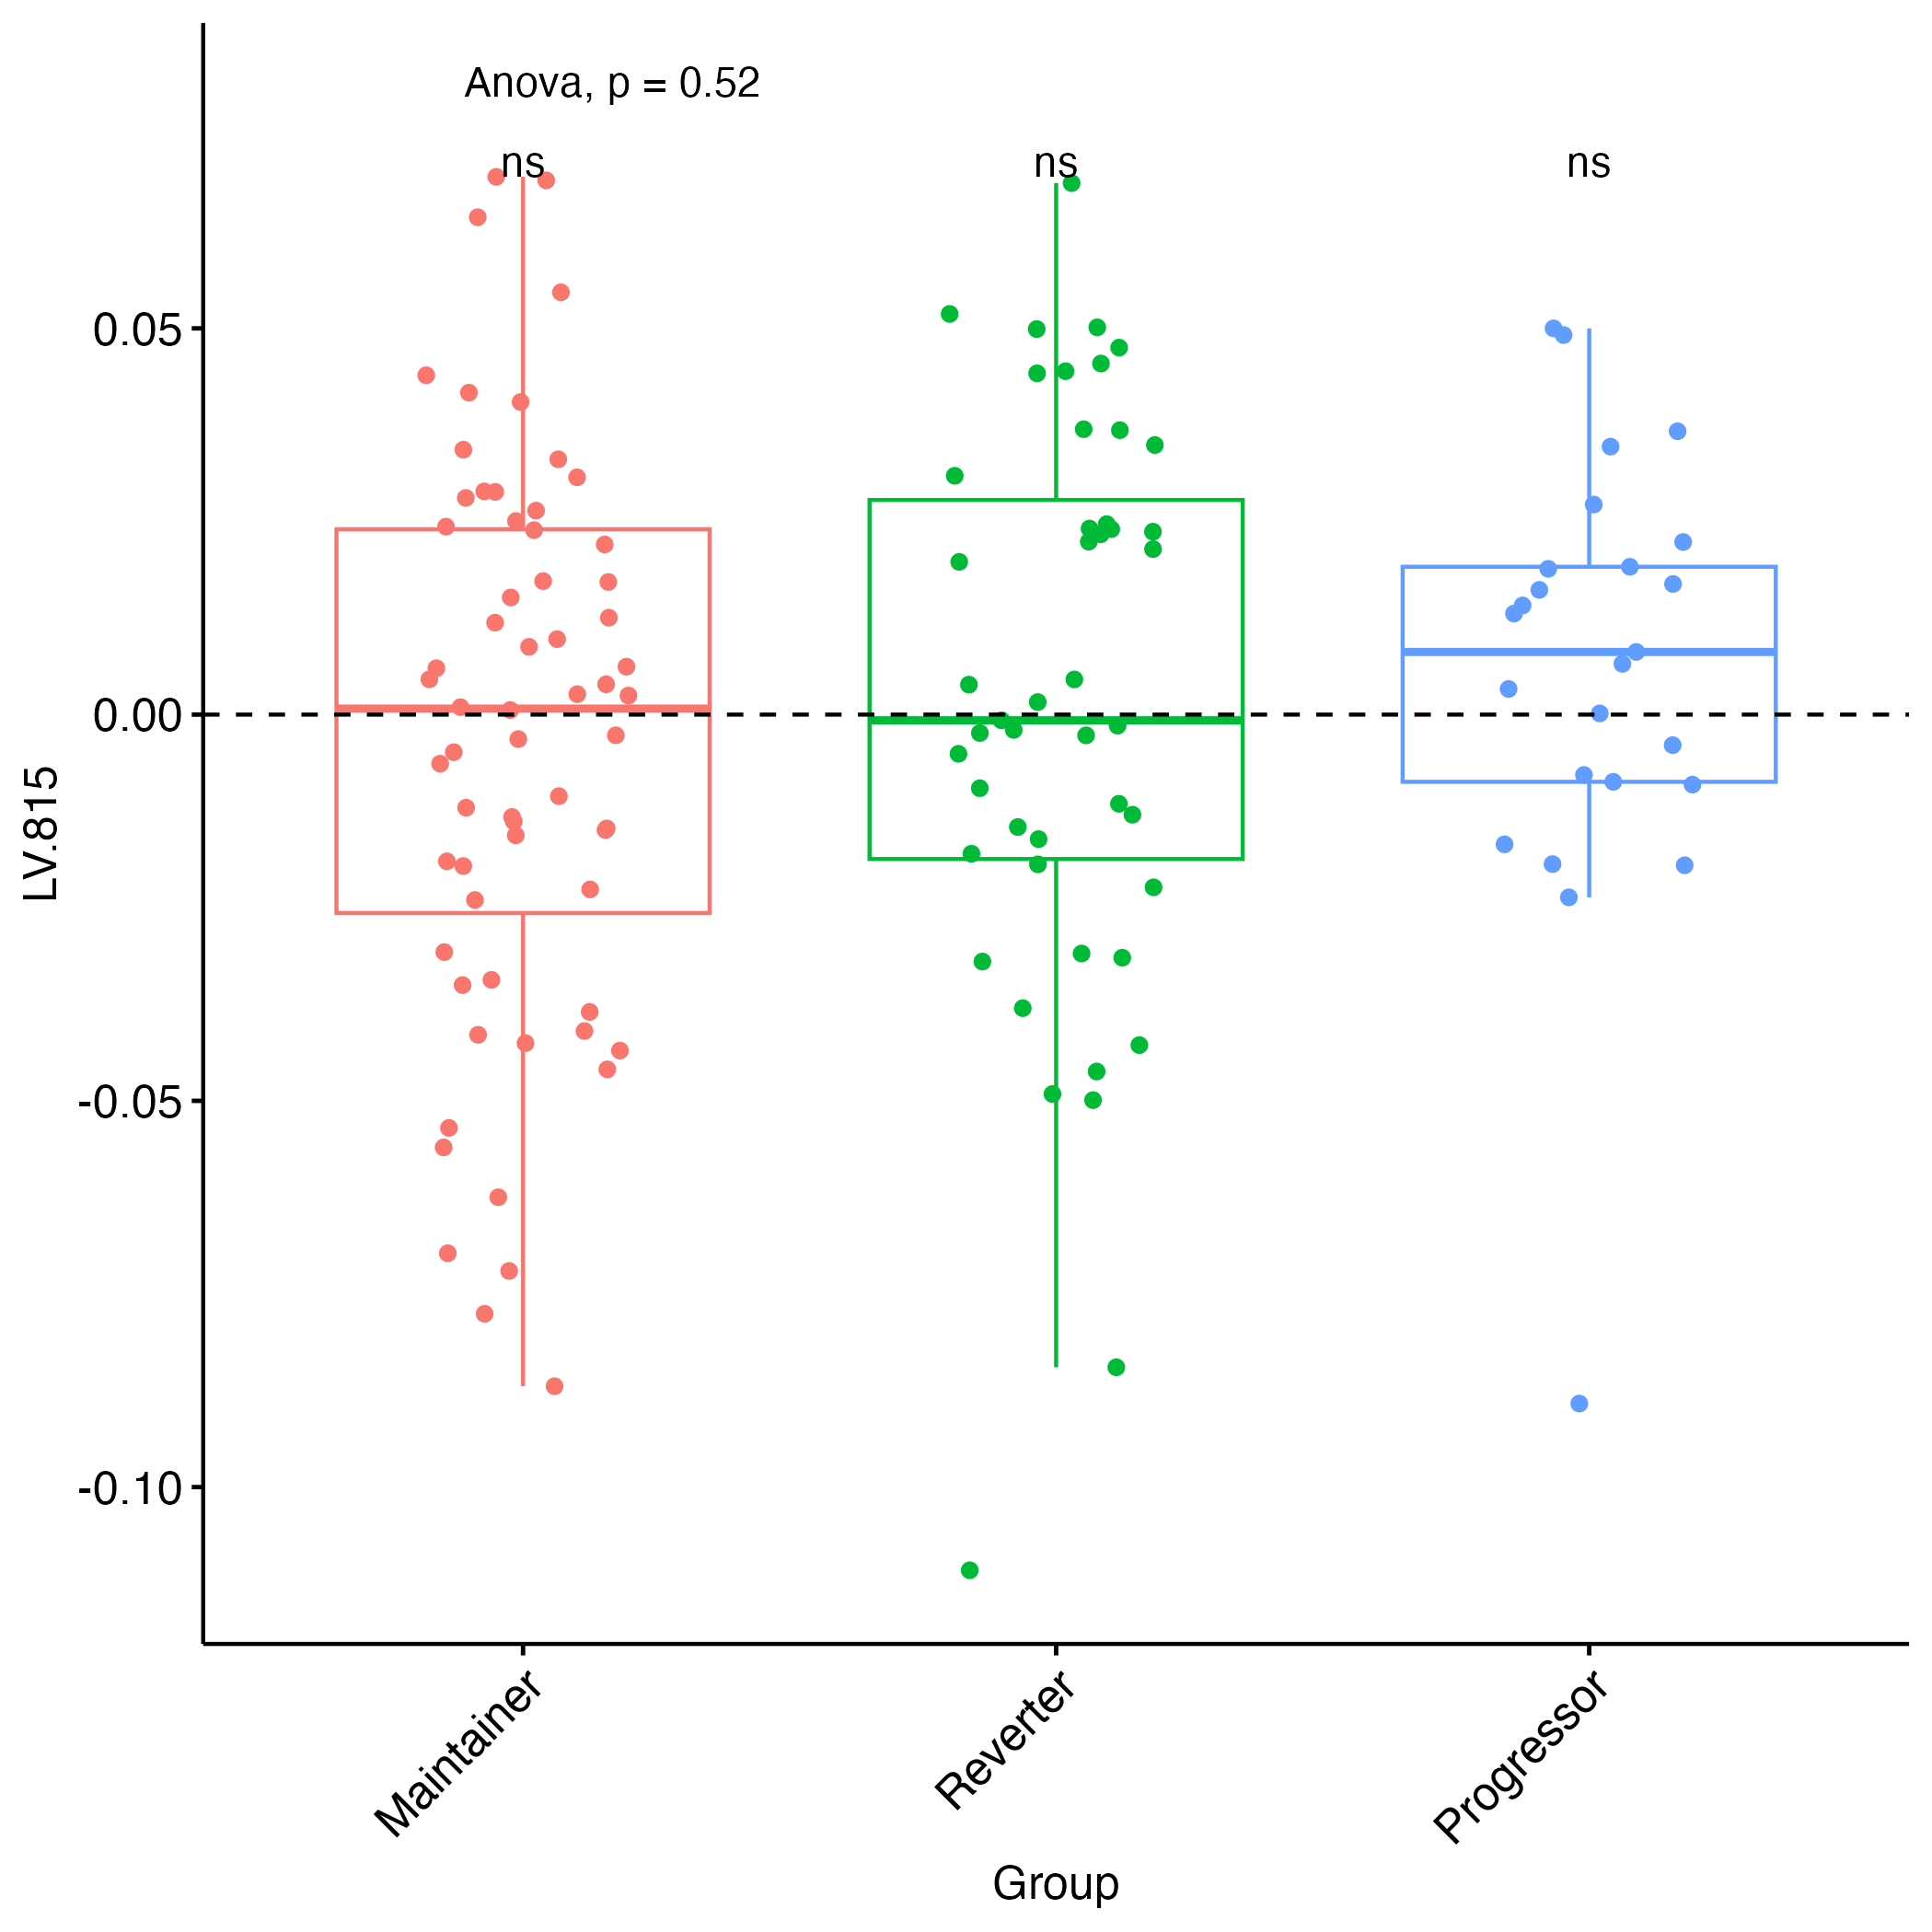 Anova, p = 0.52
ns ns ns
0.05
0.00
-0.05
-0.10
LV.815
Maintainer
Reverter
Progressor
Group